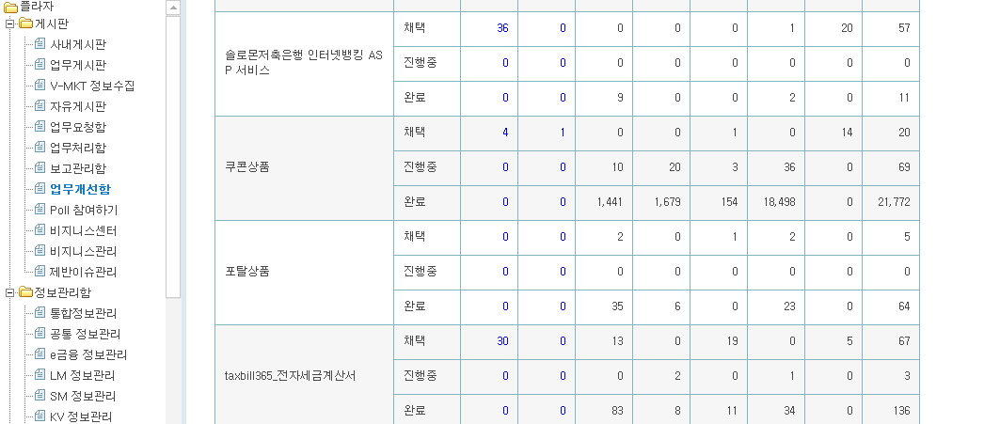 플라자
게시판
사내게시판
업무게시판
V-MKT 정보수집
자유게시판
업무요청함
업무처리함
보고관리함
업무개선함
Poll 참여하기
비지니스센터
비지니스관리
제반이슈관리
정보관리함
통합정보관리
공통 정보관리
e금융 정보관리
LM 정보관리
SM 정보관리
KV 정보관리
솔로몬저축은행 인터넷뱅킹 AS
P 서비스
채택 36 0 0 0 0 1 20 57
진행중 0 0 0 0 0 0 0 0
완료 0 0 9 0 0 2 0 11
쿠콘상품
채택 4 1 0 0 1 0 14 20
진행중 0 0 10 20 3 36 0 69
완료 0 0 1,441 1,679 154 18,498 0 21,772
포탈상품
채택 0 0 2 0 1 2 0 5
진행중 0 0 0 0 0 0 0 0
완료 0 0 35 6 0 23 0 64
taxbill365_전자세금계산서
채택 30 0 13 0 19 0 5 67
진행중 0 0 0 2 0 1 0 3
완료 0 0 83 8 11 34 0 136